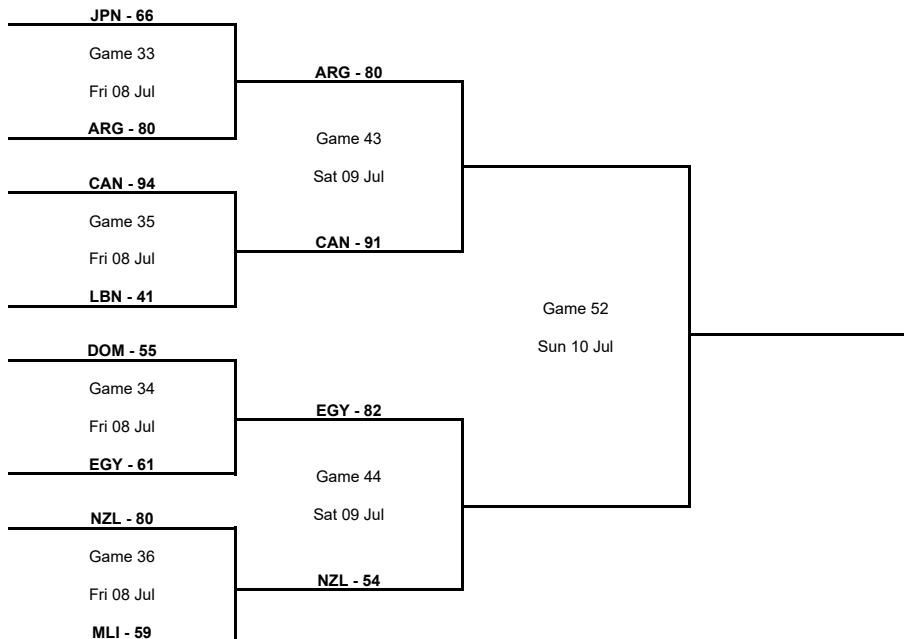 JPN - 66
Game 33
Fri 08 Jul
ARG - 80
CAN - 94
Game 35
Fri 08 Jul
LBN - 41
DOM - 55
Game 34
Fri 08 Jul
EGY - 61
NZL - 80
Game 36
Fri 08 Jul
MLI - 59
ARG - 80
Game 43
Sat 09 Jul
CAN - 91
EGY - 82
Game 44
Sat 09 Jul
NZL - 54
Game 52
Sun 10 Jul